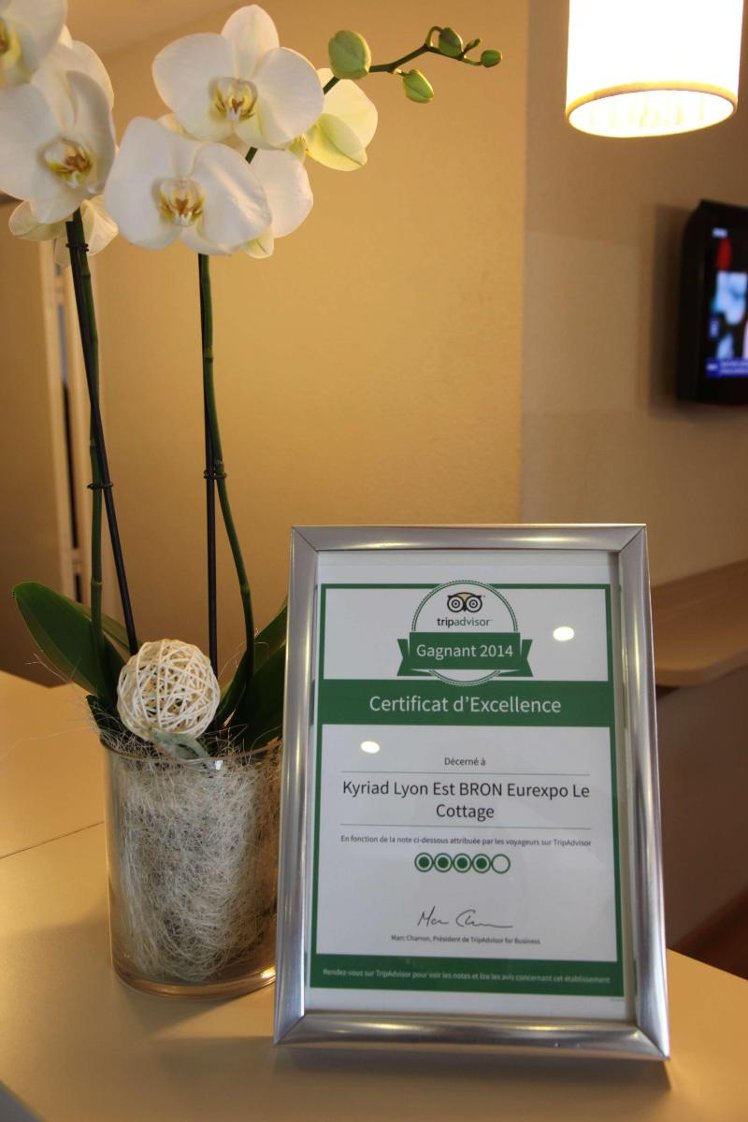 tripadvisor
Gagnant 2014
Certificat d'Excellence
Décerné à
Kyriad Lyon Est BRON Eurexpo Le
Cottage
En fonction de la note ci-dessous attribuée par les voyageurs sur TripAdvisor
Marc Charron, Président de TripAdvisor for Business
Rendez-vous sur TripAdvisor pour voir les notes et lire les avis concernant cet établissement